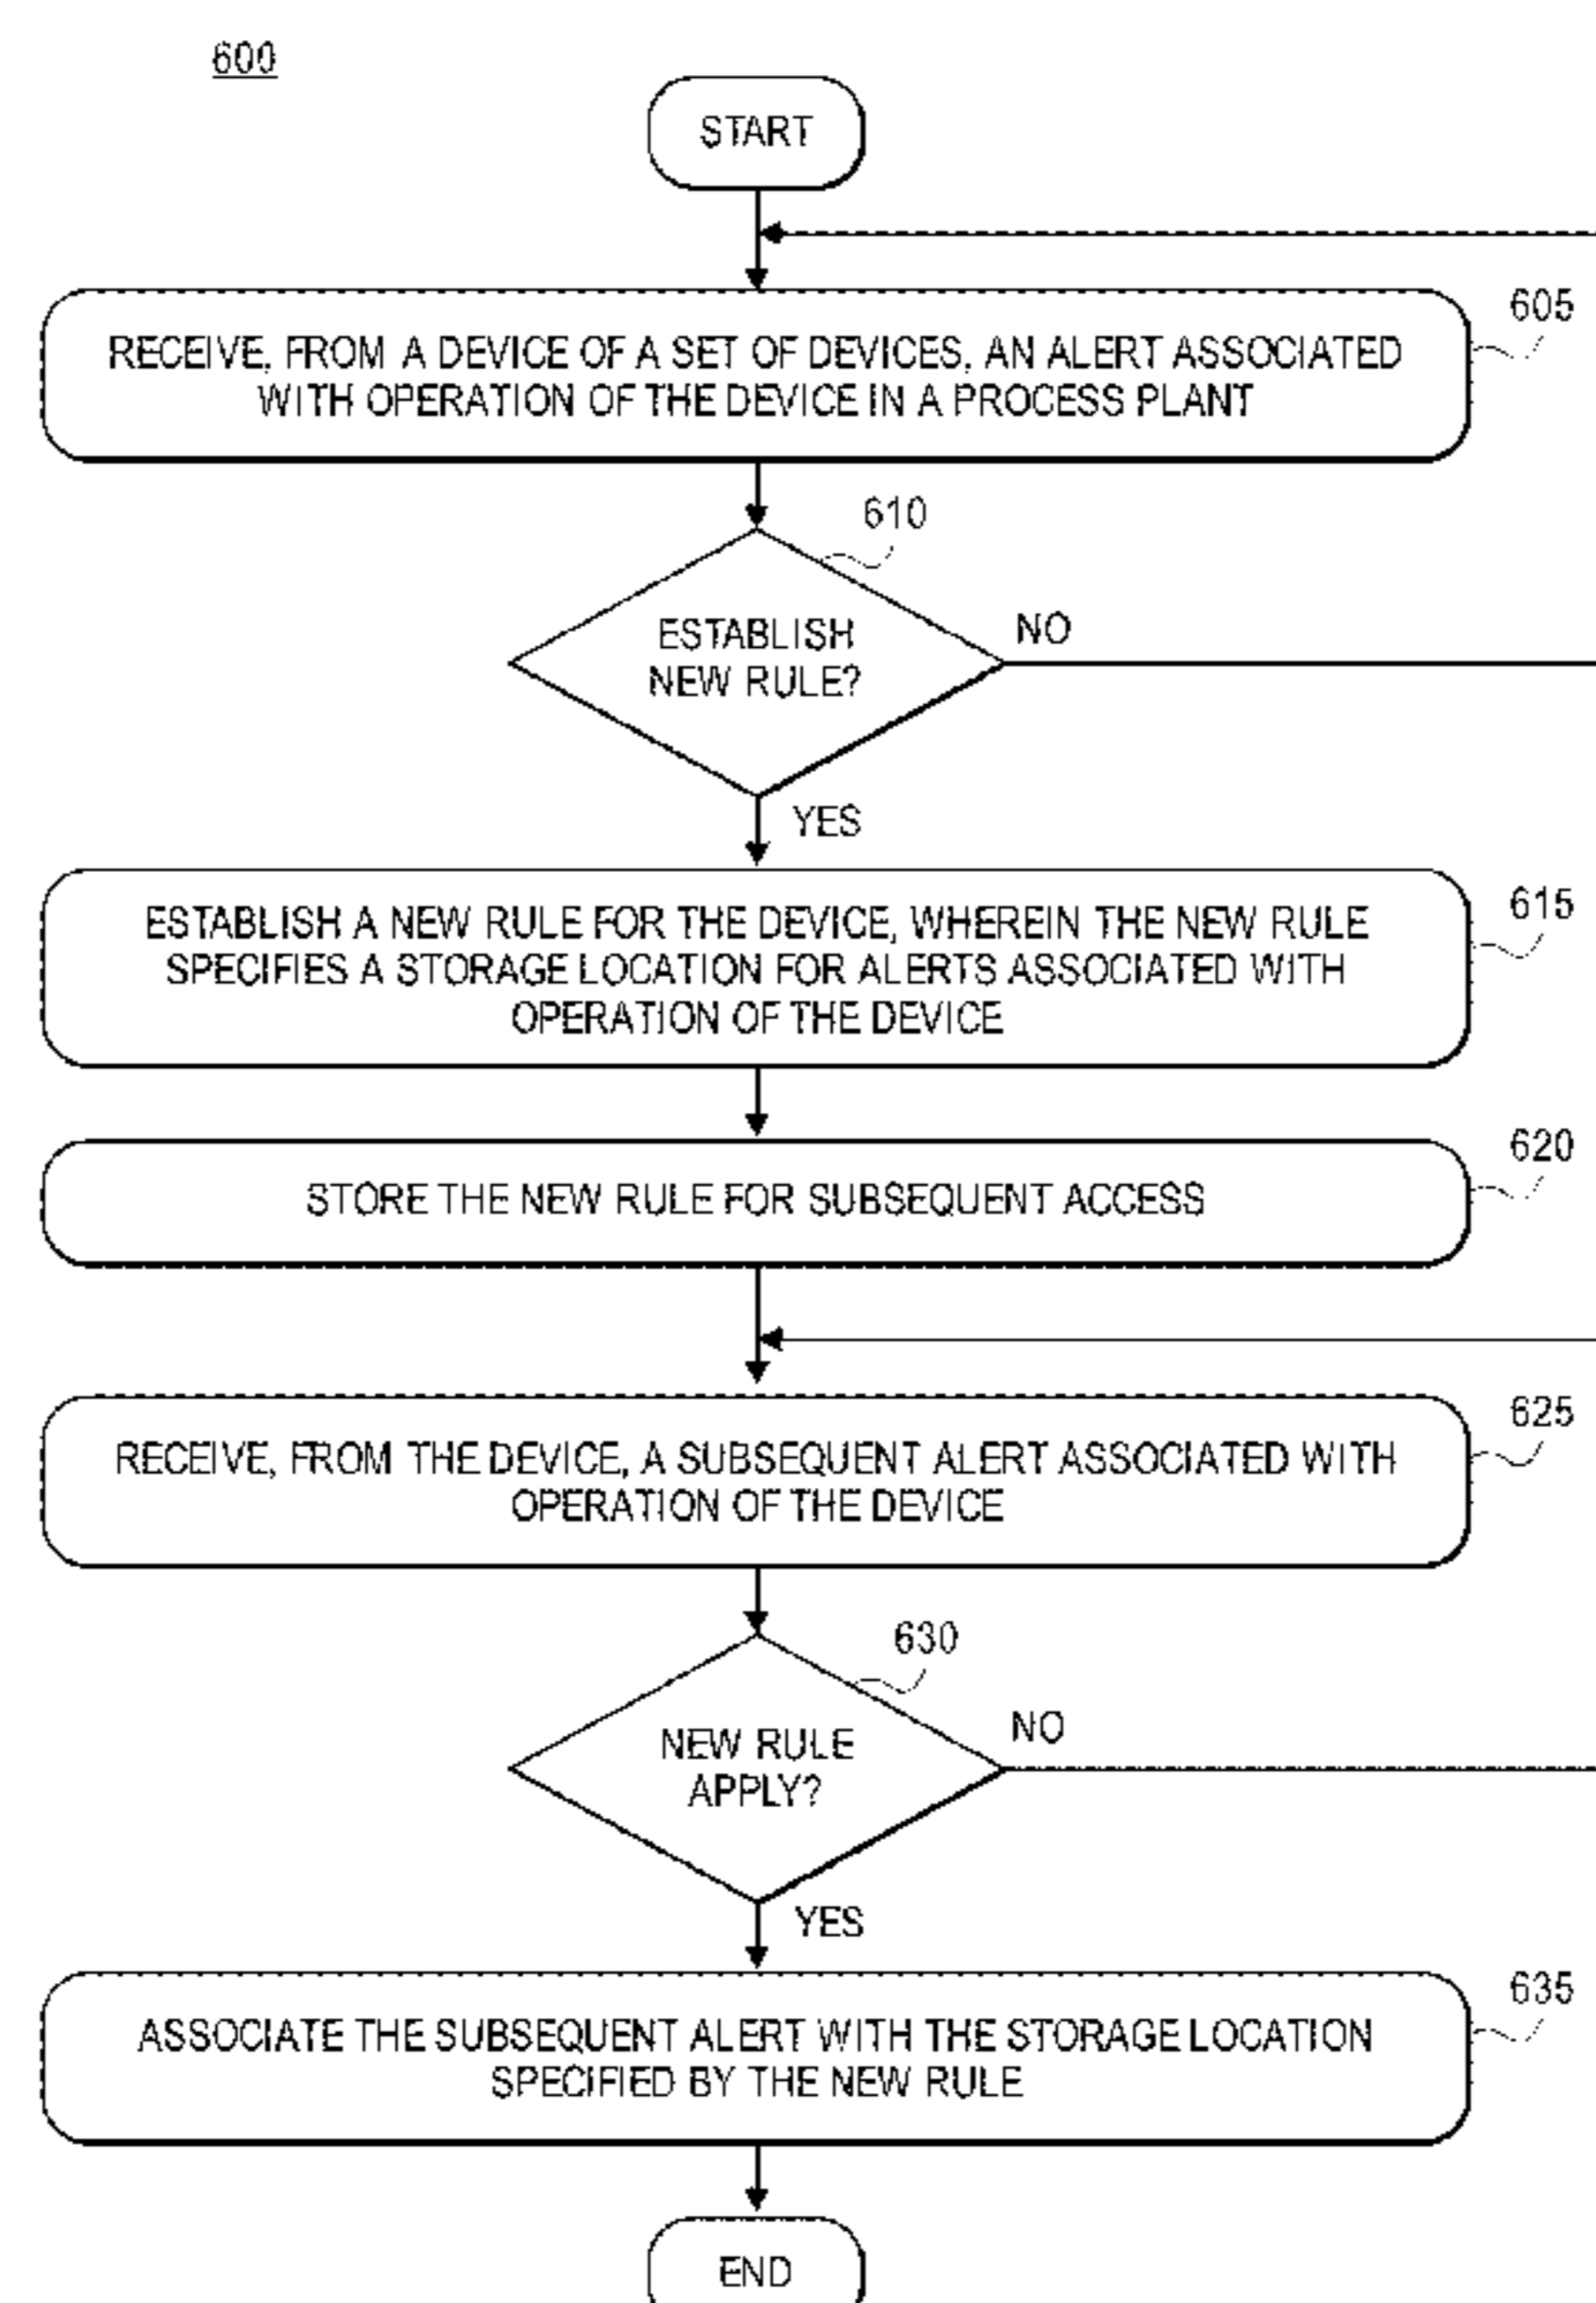 600
START
RECEIVE, FROM A DEVICE OF A SET OF DEVICES, AN ALERT ASSOCIATED
WITH OPERATION OF THE DEVICE IN A PROCESS PLANT
605
610
ESTABLISH
NEW RULE?
NO
YES
ESTABLISH A NEW RULE FOR THE DEVICE, WHEREIN THE NEW RULE
SPECIFIES A STORAGE LOCATION FOR ALERTS ASSOCIATED WITH
OPERATION OF THE DEVICE
615
STORE THE NEW RULE FOR SUBSEQUENT ACCESS
620
RECEIVE, FROM THE DEVICE, A SUBSEQUENT ALERT ASSOCIATED WITH
OPERATION OF THE DEVICE
625
630
NEW RULE
APPLY?
NO
YES
ASSOCIATE THE SUBSEQUENT ALERT WITH THE STORAGE LOCATION
SPECIFIED BY THE NEW RULE
635
END